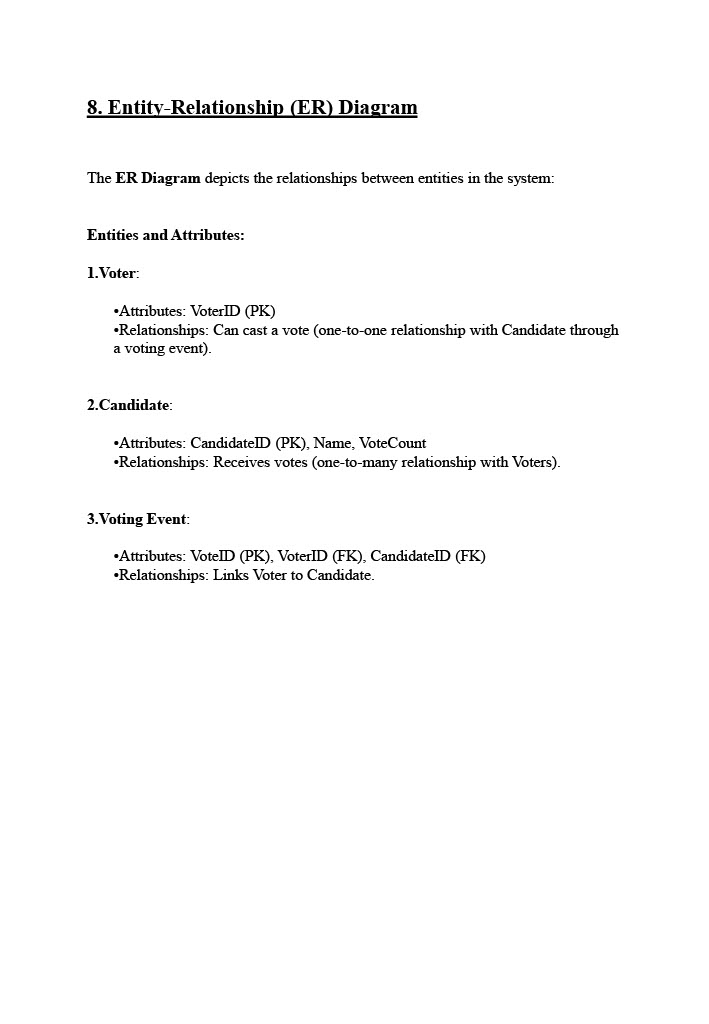 8. Entity-Relationship (ER) Diagram
The ER Diagram depicts the relationships between entities in the system:
Entities and Attributes:
1.Voter:
•Attributes: VoterID (PK)
•Relationships: Can cast a vote (one-to-one relationship with Candidate through
a voting event).
2.Candidate:
•Attributes: CandidateID (PK), Name, VoteCount
•Relationships: Receives votes (one-to-many relationship with Voters).
3.Voting Event:
•Attributes: VoteID (PK), VoterID (FK), CandidateID (FK)
•Relationships: Links Voter to Candidate.